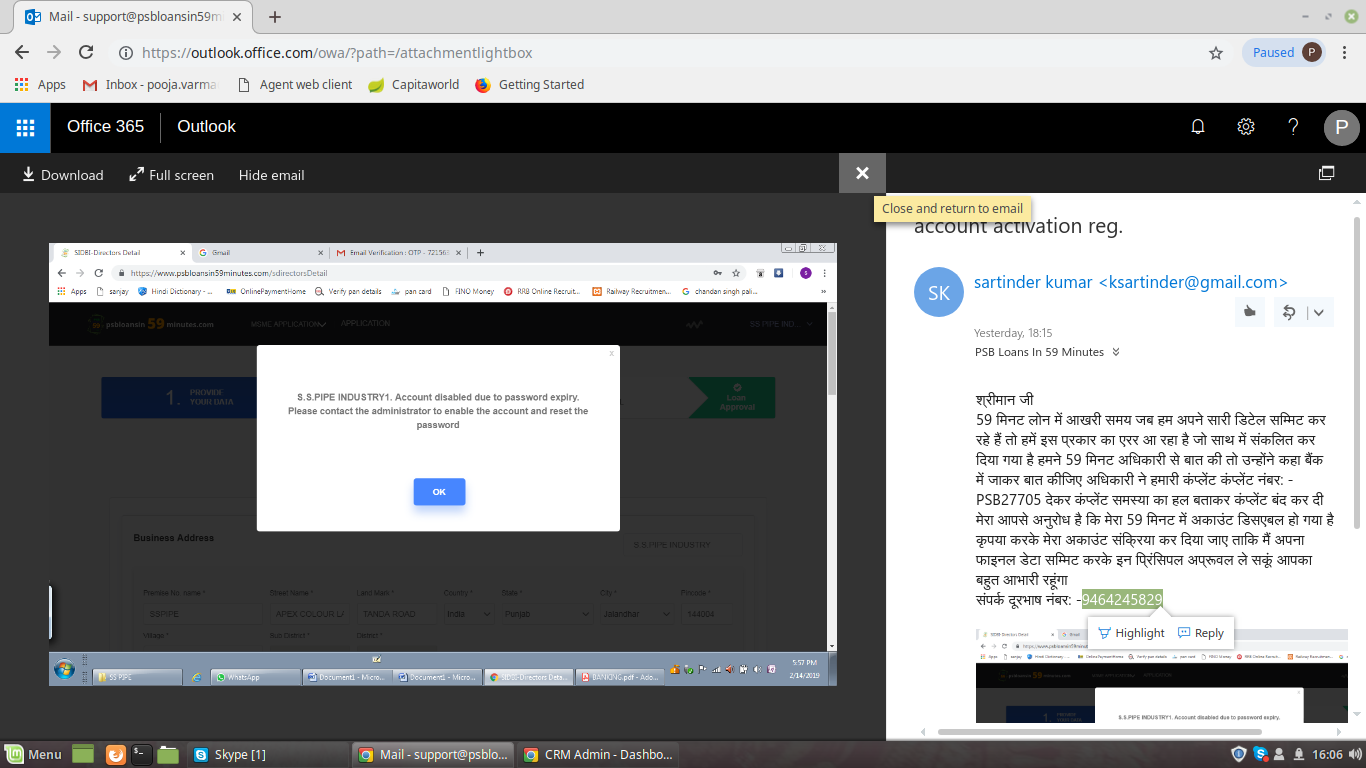 Mail - support@psbloansin59m
https://outlook.office.com/owa/?path=/attachmentlightbox
Paused
P
Apps
Inbox - pooja.varma
Agent web client
Capitaworld
Getting Started
Office 365
Outlook
P
Download
Full screen
Hide email
Close and return to email
SIDBI-Directors Detail
Gmail
Email Verification : OTP - 72156
https://www.psbloansin59minutes.com/sdirectorsDetail
Apps
sanjay
Hindi Dictionary - ...
OnlinePaymentHome
Verify pan details
pan card
FINO Money
RRB Online Recruit...
Railway Recruitmen...
chandan singh pali...
psbloansin 59 minutes.com
MSME APPLICATION
APPLICATION
SS PIPE IND...
1.
PROVIDE
YOUR DATA
Loan
Approval
x
S.S.PIPE INDUSTRY1. Account disabled due to password expiry.
Please contact the administrator to enable the account and reset the
password
OK
Business Address
S.S.PIPE INDUSTRY
Premise No. name *
Street Name *
Land Mark *
Country *
State *
City *
Pincode *
SSPIPE
APEX COLOUR LA
TANDA ROAD
India
Punjab
Jalandhar
144004
Village *
Sub District *
District *
SS PIPE
WhatsApp
Document1 - Micro...
Document1 - Micro...
SIDBI-Directors Deta...
BANKING.pdf - Ado...
5:57 PM
2/14/2019
account activation reg.
SK
sartinder kumar <ksartinder@gmail.com>
Yesterday, 18:15
PSB Loans In 59 Minutes
श्रीमान जी
59 मिनट लोन में आखरी समय जब हम अपने सारी डिटेल सम्मिट कर
रहे हैं तो हमें इस प्रकार का एरर आ रहा है जो साथ में संकलित कर
दिया गया है हमने 59 मिनट अधिकारी से बात की तो उन्होंने कहा बैंक
में जाकर बात कीजिए अधिकारी ने हमारी कंप्लेंट कंप्लेंट नंबर: -
PSB27705 देकर कंप्लेंट समस्या का हल बताकर कंप्लेंट बंद कर दी
मेरा आपसे अनुरोध है कि मेरा 59 मिनट में अकाउंट डिसएबल हो गया है
कृपया करके मेरा अकाउंट संक्रिया कर दिया जाए ताकि मैं अपना
फाइनल डेटा सम्मिट करके इन प्रिंसिपल अप्रूवल ले सकूं आपका
बहुत आभारी रहूंगा
संपर्क दूरभाष नंबर: -9464245829
Highlight
Reply
S.S.PIPE INDUSTRY1. Account disabled due to password expiry.
Menu
Skype [1]
Mail - support@psblo...
CRM Admin - Dashbo...
16:06